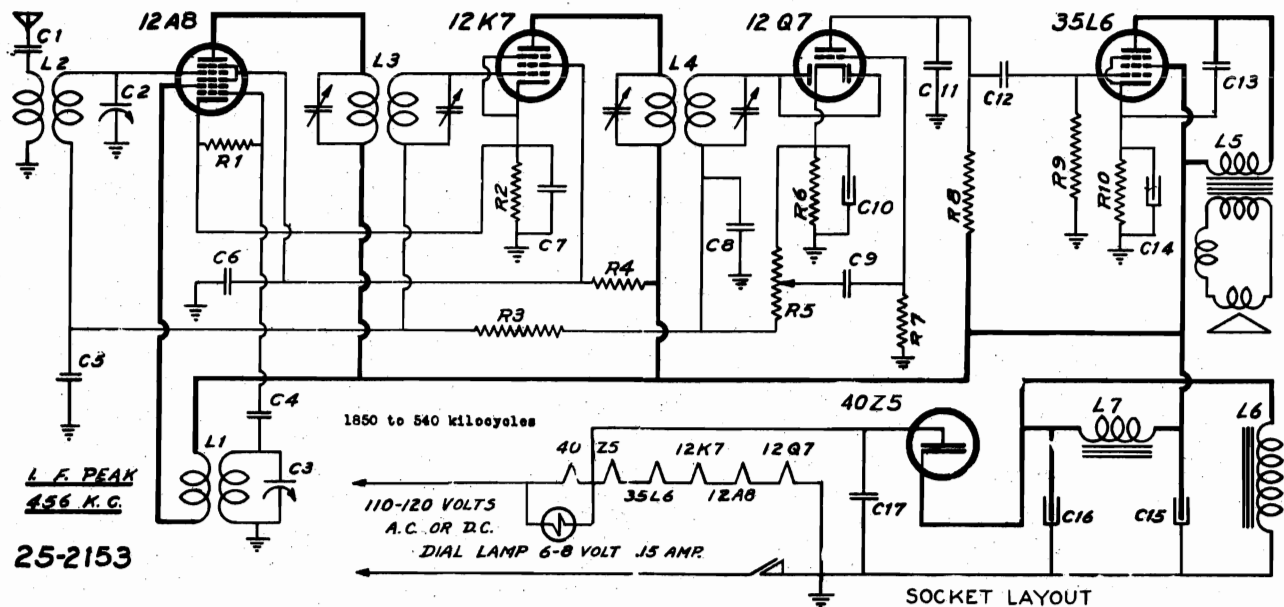 12A8
12K7
12Q7
35L6
C1
L2
C2
L3
L4
C11
C12
C13
L5
R1
R2
C7
C8
R6
C10
R8
R9
R10
C14
C6
R4
R5
C9
R7
R3
C3
C4
L1
C3
1850 to 540 kilocycles
40Z5
L7
L6
40 Z5
12K7
12Q7
35L6
12A8
C17
C16
C15
I. F. PEAK
456 K.C.
110-120 VOLTS
A.C. OR D.C.
DIAL LAMP 6-8 VOLT .15 AMP.
25-2153
SOCKET LAYOUT